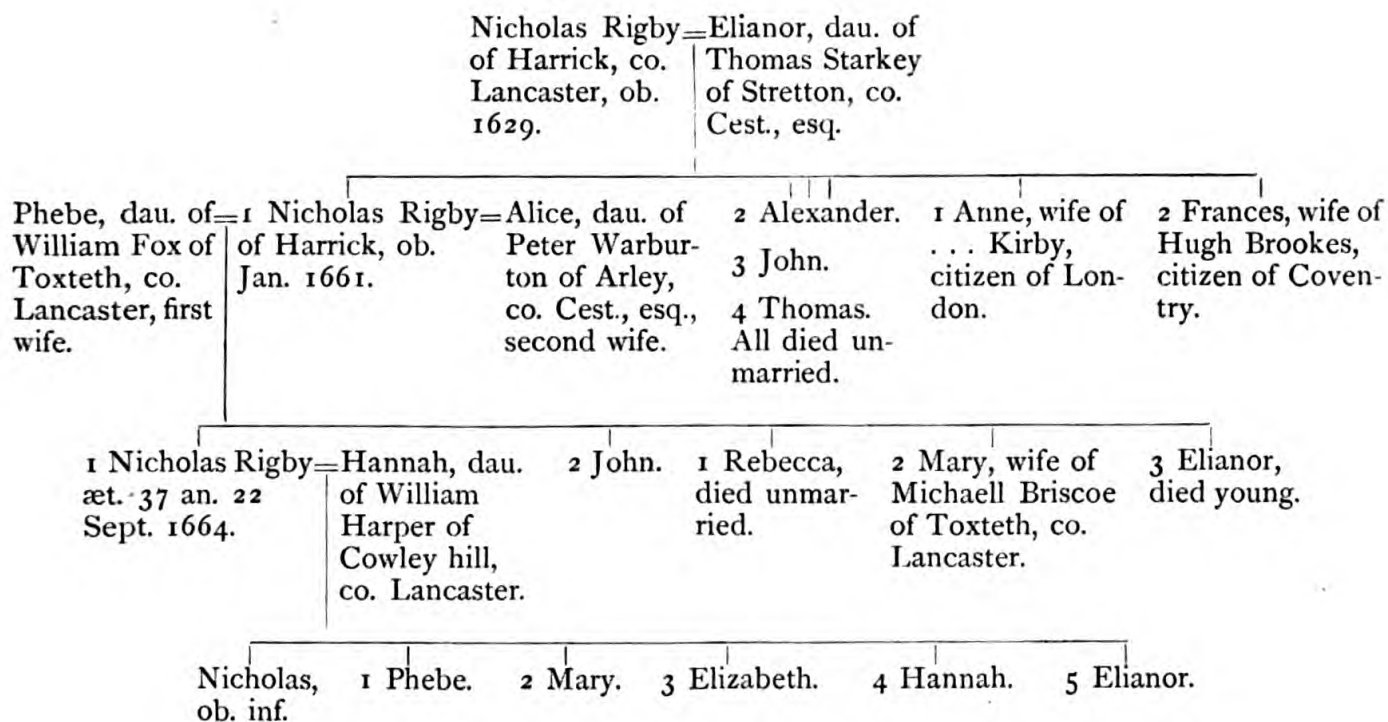 Nicholas Rigby=Elianor, dau. of
of Harrick, co. Thomas Starkey
Lancaster, ob. of Stretton, co.
1629. Cest., esq.
Phebe, dau. of=1 Nicholas Rigby=Alice, dau. of 2 Alexander. 1 Anne, wife of 2 Frances, wife of
William Fox of of Harrick, ob. Peter Warbur- . . . Kirby, Hugh Brookes,
Toxteth, co. Jan. 1661. ton of Arley, 3 John. citizen of Lon- citizen of Coven-
Lancaster, first co. Cest., esq., 4 Thomas. don. try.
wife. second wife. All died un-
married.
1 Nicholas Rigby=Hannah, dau. 2 John. 1 Rebecca, 2 Mary, wife of 3 Elianor,
æt. 37 an. 22 of William died unmar- Michaell Briscoe died young.
Sept. 1664. Harper of ried. of Toxteth, co.
Cowley hill, Lancaster.
co. Lancaster.
Nicholas, 1 Phebe. 2 Mary. 3 Elizabeth. 4 Hannah. 5 Elianor.
ob. inf.